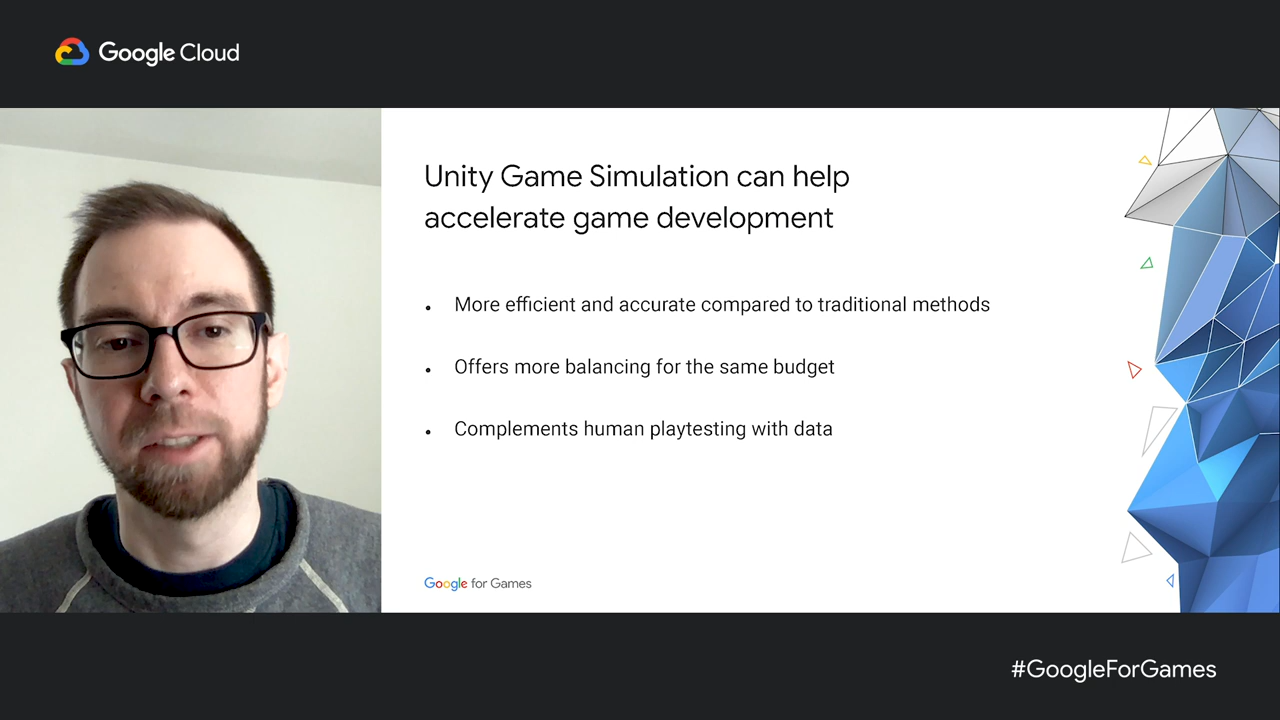 Google Cloud
Unity Game Simulation can help
accelerate game development
• More efficient and accurate compared to traditional methods
• Offers more balancing for the same budget
• Complements human playtesting with data
Google for Games
#GoogleForGames